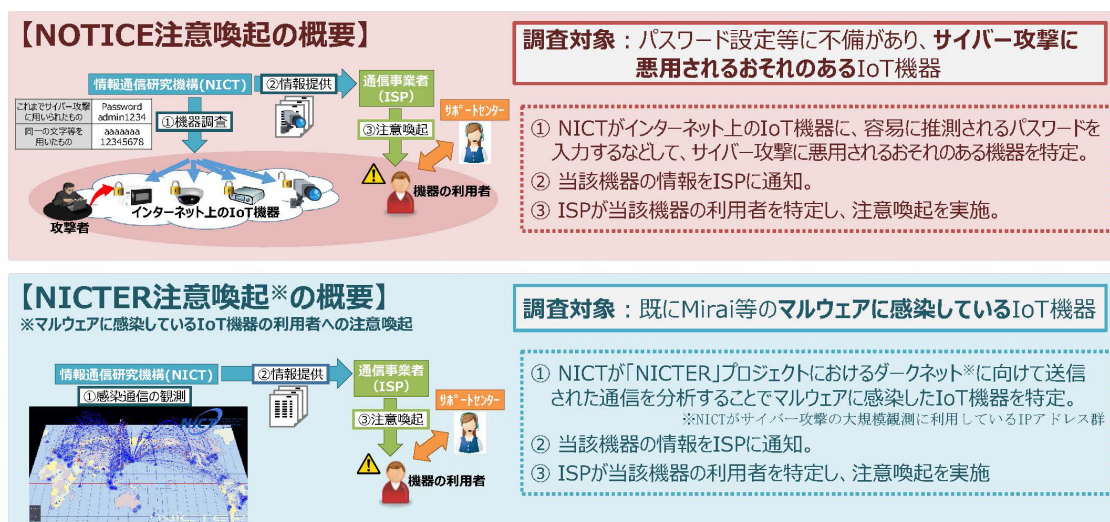 【NOTICE注意喚起の概要】
情報通信研究機構(NICT)
②情報提供
通信事業者
(ISP)
これまでサイバー攻撃
に用いられたもの
Password
admin1234
同一の文字等を
用いたもの
aaaaaaa
12345678
①機器調査
③注意喚起
サポートセンター
機器の利用者
インターネット上のIoT機器
攻撃者
調査対象：パスワード設定等に不備があり、サイバー攻撃に
悪用されるおそれのあるIoT機器
① NICTがインターネット上のIoT機器に、容易に推測されるパスワードを
入力するなどして、サイバー攻撃に悪用されるおそれのある機器を特定。
② 当該機器の情報をISPに通知。
③ ISPが当該機器の利用者を特定し、注意喚起を実施。
【NICTER注意喚起※の概要】
※マルウェアに感染しているIoT機器の利用者への注意喚起
情報通信研究機構(NICT)
②情報提供
通信事業者
(ISP)
①感染通信の観測
③注意喚起
サポートセンター
機器の利用者
NICT
NICTER
調査対象：既にMirai等のマルウェアに感染しているIoT機器
① NICTが「NICTER」プロジェクトにおけるダークネット※に向けて送信
された通信を分析することでマルウェアに感染したIoT機器を特定。
※NICTがサイバー攻撃の大規模観測に利用しているIPアドレス群
② 当該機器の情報をISPに通知。
③ ISPが当該機器の利用者を特定し、注意喚起を実施